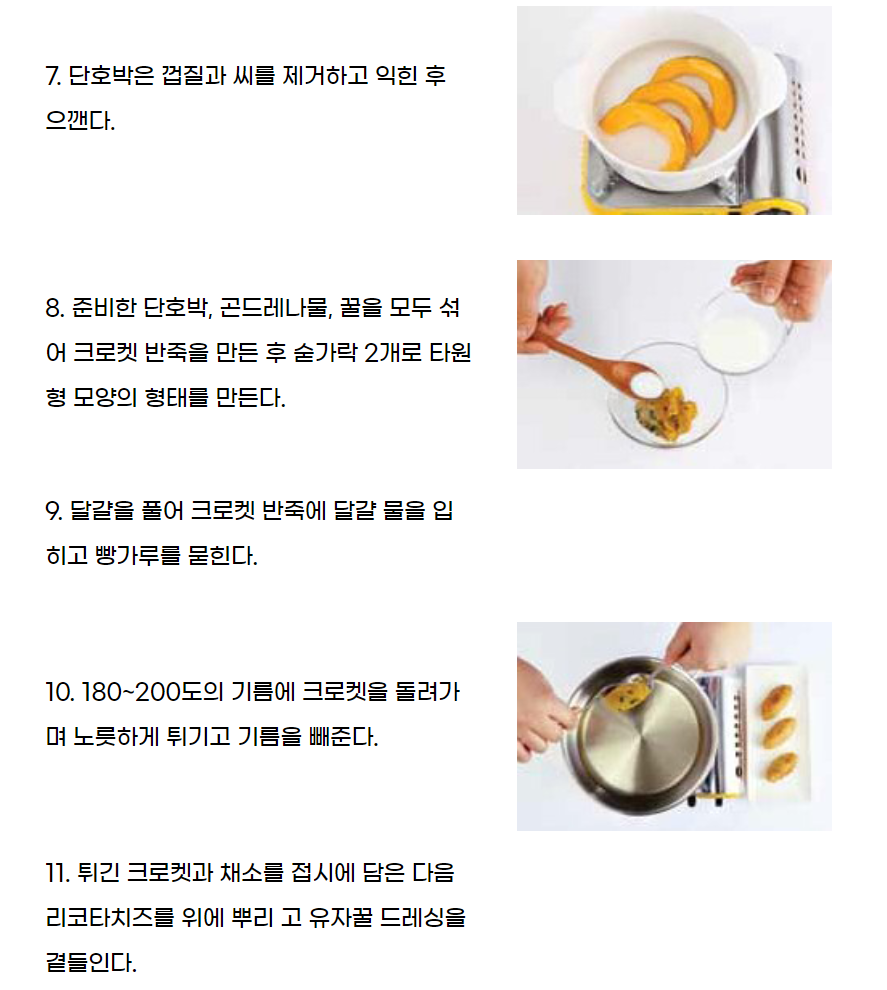 7. 단호박은 껍질과 씨를 제거하고 익힌 후
으깬다.
8. 준비한 단호박, 곤드레나물, 꿀을 모두 섞
어 크로켓 반죽을 만든 후 숟가락 2개로 타원
형 모양의 형태를 만든다.
9. 달걀을 풀어 크로켓 반죽에 달걀 물을 입
히고 빵가루를 묻힌다.
10. 180~200도의 기름에 크로켓을 돌려가
며 노릇하게 튀기고 기름을 빼준다.
11. 튀긴 크로켓과 채소를 접시에 담은 다음
리코타치즈를 위에 뿌리 고 유자꿀 드레싱을
곁들인다.